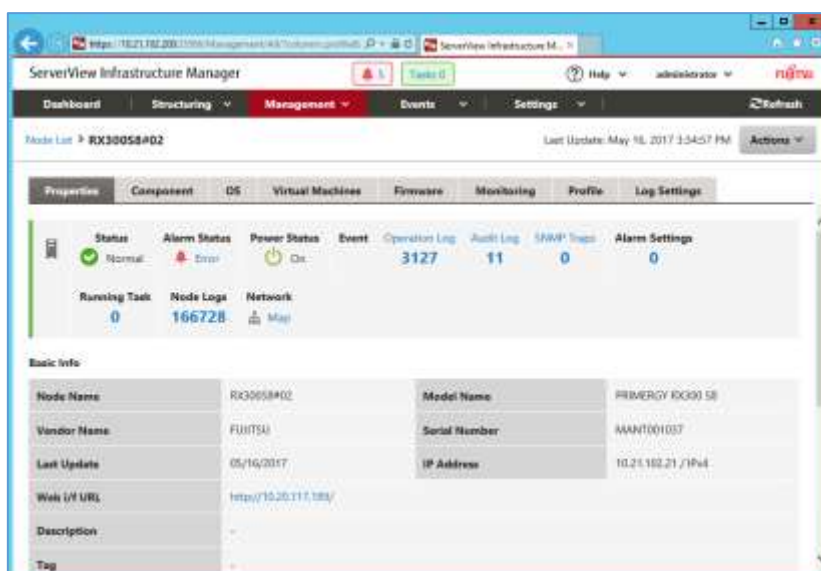 ServerView Infrastructure M...
ServerView Infrastructure Manager
5
Tasks 0
Help
administrator
Dashboard
Structuring
Management
Events
Settings
Refresh
Node List
RX300S8#02
Last Update: May 16, 2017 3:34:57 PM
Actions
Properties
Component
OS
Virtual Machines
Firmware
Monitoring
Profile
Log Settings
Status
Normal
Alarm Status
Error
Power Status
On
Event
Operation Log
3127
Audit Log
11
SNMP Traps
0
Alarm Settings
0
Running Task
0
Node Logs
166728
Network
Map
Basic Info
Node Name
RX300S8#02
Model Name
PRIMERGY RX300 S8
Vendor Name
FUJITSU
Serial Number
MANT001037
Last Update
05/16/2017
IP Address
Web i/f URL
Description
-
Tag
-